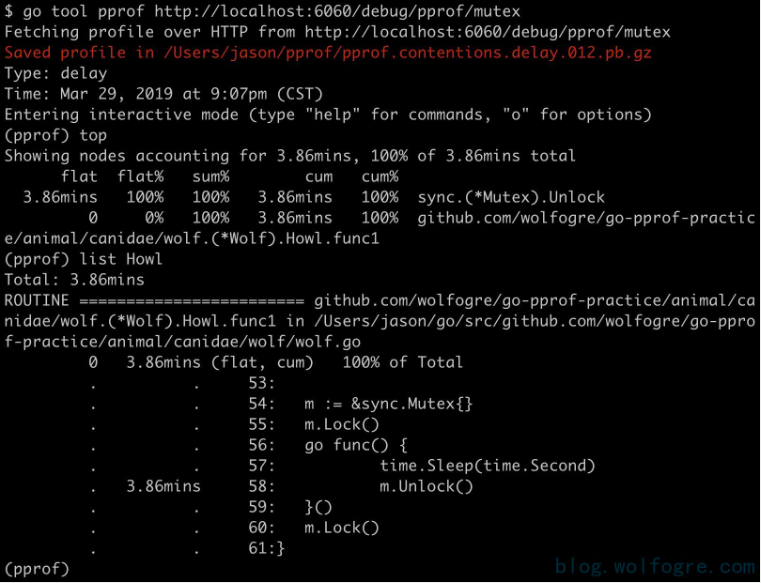 $ go tool pprof http://localhost:6060/debug/pprof/mutex
Fetching profile over HTTP from http://localhost:6060/debug/pprof/mutex
Saved profile in /Users/jason/pprof/pprof.contentions.delay.012.pb.gz
Type: delay
Time: Mar 29, 2019 at 9:07pm (CST)
Entering interactive mode (type "help" for commands, "o" for options)
(pprof) top
Showing nodes accounting for 3.86mins, 100% of 3.86mins total
      flat  flat%   sum%        cum   cum%
  3.86mins   100%   100%   3.86mins   100%  sync.(*Mutex).Unlock
         0     0%   100%   3.86mins   100%  github.com/wolfogre/go-pprof-practic
e/animal/canidae/wolf.(*Wolf).Howl.func1
(pprof) list Howl
Total: 3.86mins
ROUTINE ======================== github.com/wolfogre/go-pprof-practice/animal/ca
nidae/wolf.(*Wolf).Howl.func1 in /Users/jason/go/src/github.com/wolfogre/go-ppro
f-practice/animal/canidae/wolf/wolf.go
         0   3.86mins (flat, cum)   100% of Total
         .          .     53:
         .          .     54:   m := &sync.Mutex{}
         .          .     55:   m.Lock()
         .          .     56:   go func() {
         .          .     57:           time.Sleep(time.Second)
         .   3.86mins     58:           m.Unlock()
         .          .     59:   }()
         .          .     60:   m.Lock()
         .          .     61:}
(pprof)
blog.wolfogre.com